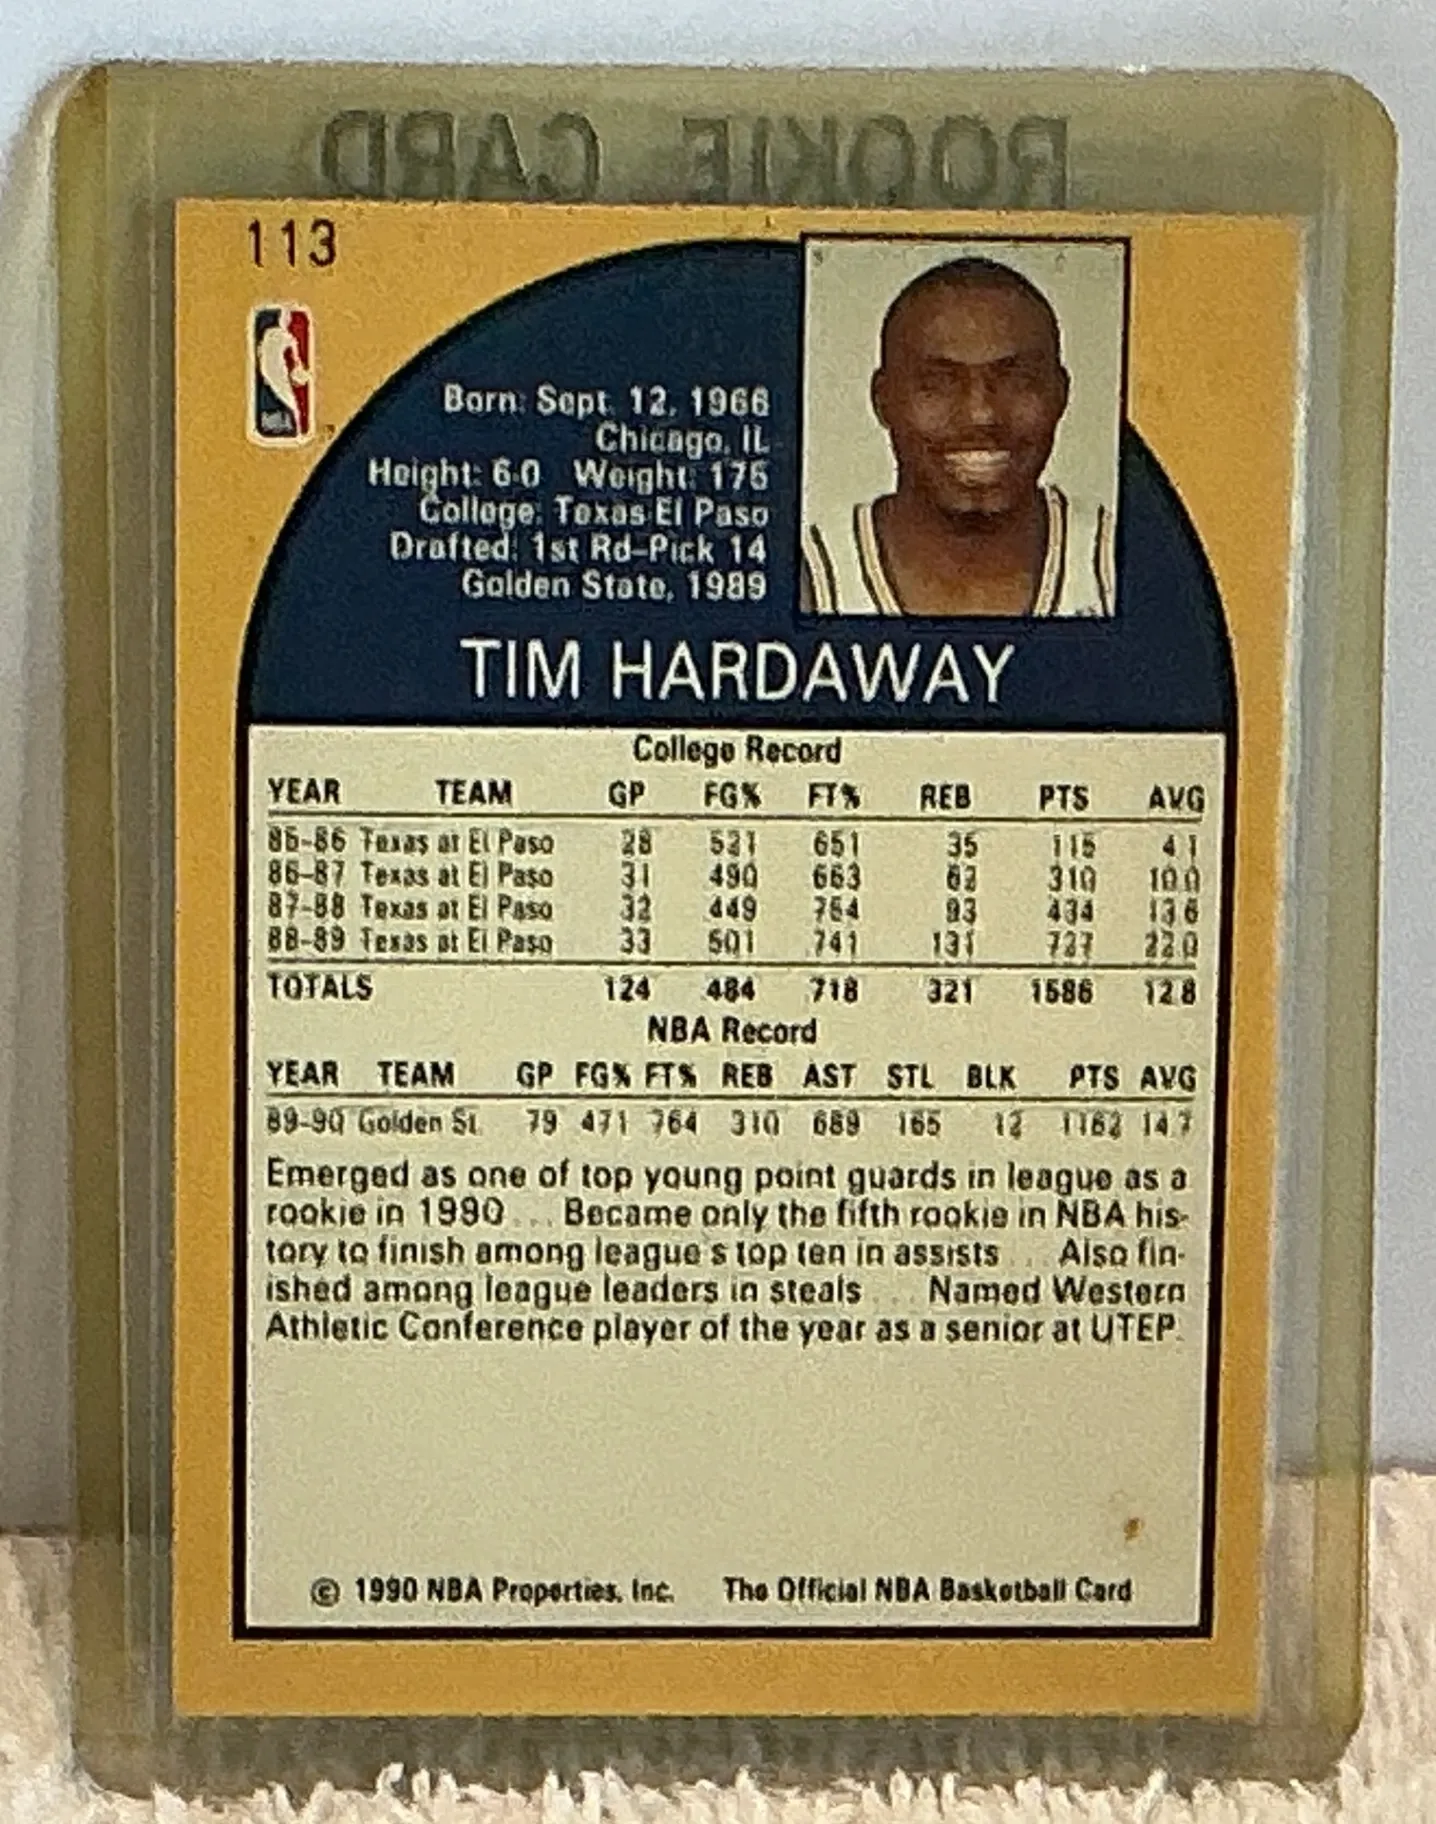 ROOKIE CARD
113
NBA
Born: Sept. 12, 1966
Chicago, IL
Height: 6-0 Weight: 175
College: Texas-El Paso
Drafted: 1st Rd-Pick 14
Golden State, 1989
TIM HARDAWAY
College Record
YEAR TEAM GP FG% FT% REB PTS AVG
85-86 Texas at El Paso 28 .521 .651 35 115 4.1
86-87 Texas at El Paso 31 .490 .663 62 310 10.0
87-88 Texas at El Paso 32 .449 .754 93 434 13.6
88-89 Texas at El Paso 33 .501 .741 131 727 22.0
TOTALS 124 .484 .718 321 1586 12.8
NBA Record
YEAR TEAM GP FG% FT% REB AST STL BLK PTS AVG
89-90 Golden St. 79 .471 .764 310 689 165 12 1162 14.7
Emerged as one of top young point guards in league as a
rookie in 1990 ... Became only the fifth rookie in NBA his-
tory to finish among league's top ten in assists ... Also fin-
ished among league leaders in steals ... Named Western
Athletic Conference player of the year as a senior at UTEP.
© 1990 NBA Properties, Inc. The Official NBA Basketball Card